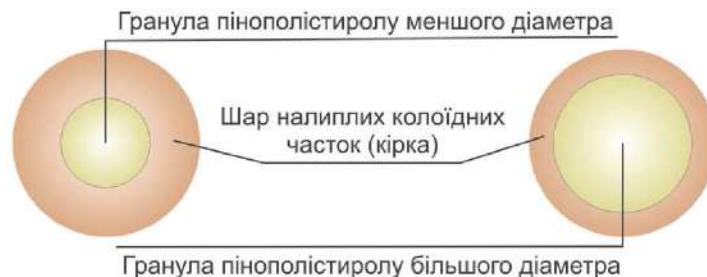 Гранула пінополістиролу меншого діаметра
Шар налиплих колоїдних
часток (кірка)
Гранула пінополістиролу більшого діаметра